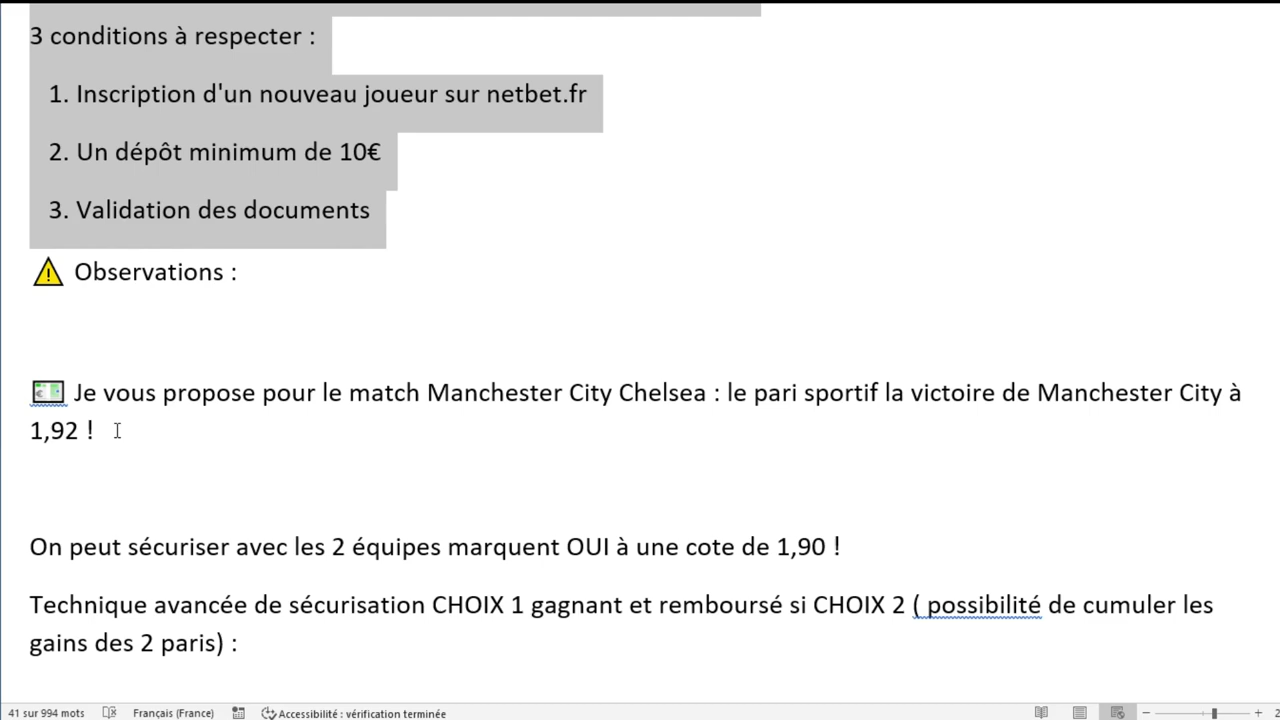 3 conditions à respecter :
1. Inscription d'un nouveau joueur sur netbet.fr
2. Un dépôt minimum de 10€
3. Validation des documents
⚠ Observations :
💶 Je vous propose pour le match Manchester City Chelsea : le pari sportif la victoire de Manchester City à
1,92 !
On peut sécuriser avec les 2 équipes marquent OUI à une cote de 1,90 !
Technique avancée de sécurisation CHOIX 1 gagnant et remboursé si CHOIX 2 ( possibilité de cumuler les
gains des 2 paris) :
41 sur 994 mots Français (France) Accessibilité : vérification terminée